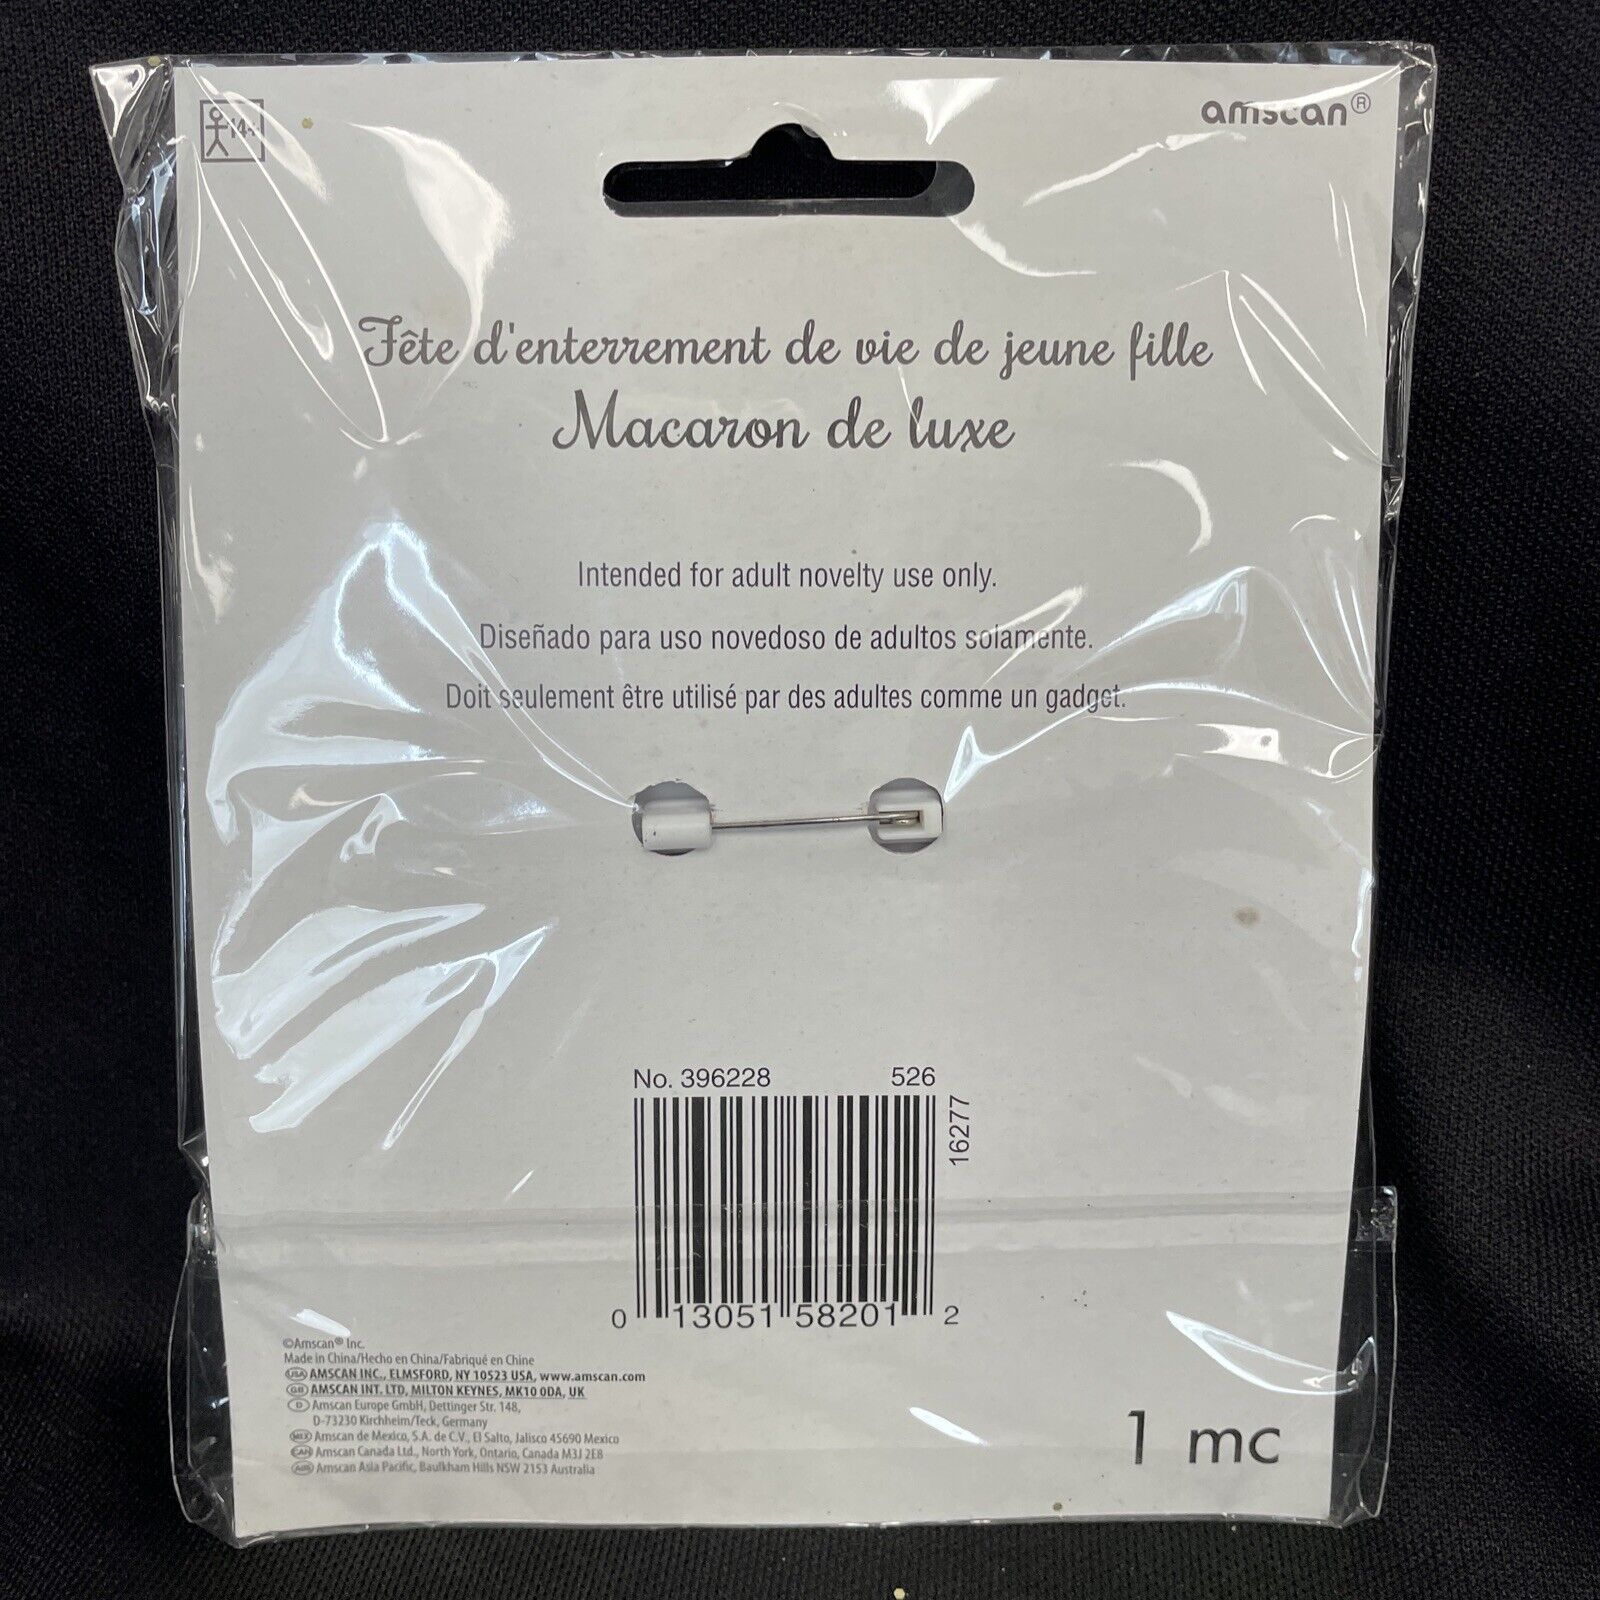 14+
amscan®
Fête d'enterrement de vie de jeune fille
Macaron de luxe
Intended for adult novelty use only.
Diseñado para uso novedoso de adultos solamente.
Doit seulement être utilisé par des adultes comme un gadget.
No. 396228 526
16277
0 13051 58201 2
©Amscan® Inc.
Made in China/Hecho en China/Fabriqué en Chine
USA AMSCAN INC., ELMSFORD, NY 10523 USA, www.amscan.com
GB AMSCAN INT. LTD, MILTON KEYNES, MK10 0DA, UK
D Amscan Europe GmbH, Dettinger Str. 148,
D-73230 Kirchheim/Teck, Germany
MEX Amscan de Mexico, S.A. de C.V., El Salto, Jalisco 45690 Mexico
CAN Amscan Canada Ltd., North York, Ontario, Canada M3J 2E8
AUS Amscan Asia Pacific, Baulkham Hills NSW 2153 Australia
1 mc